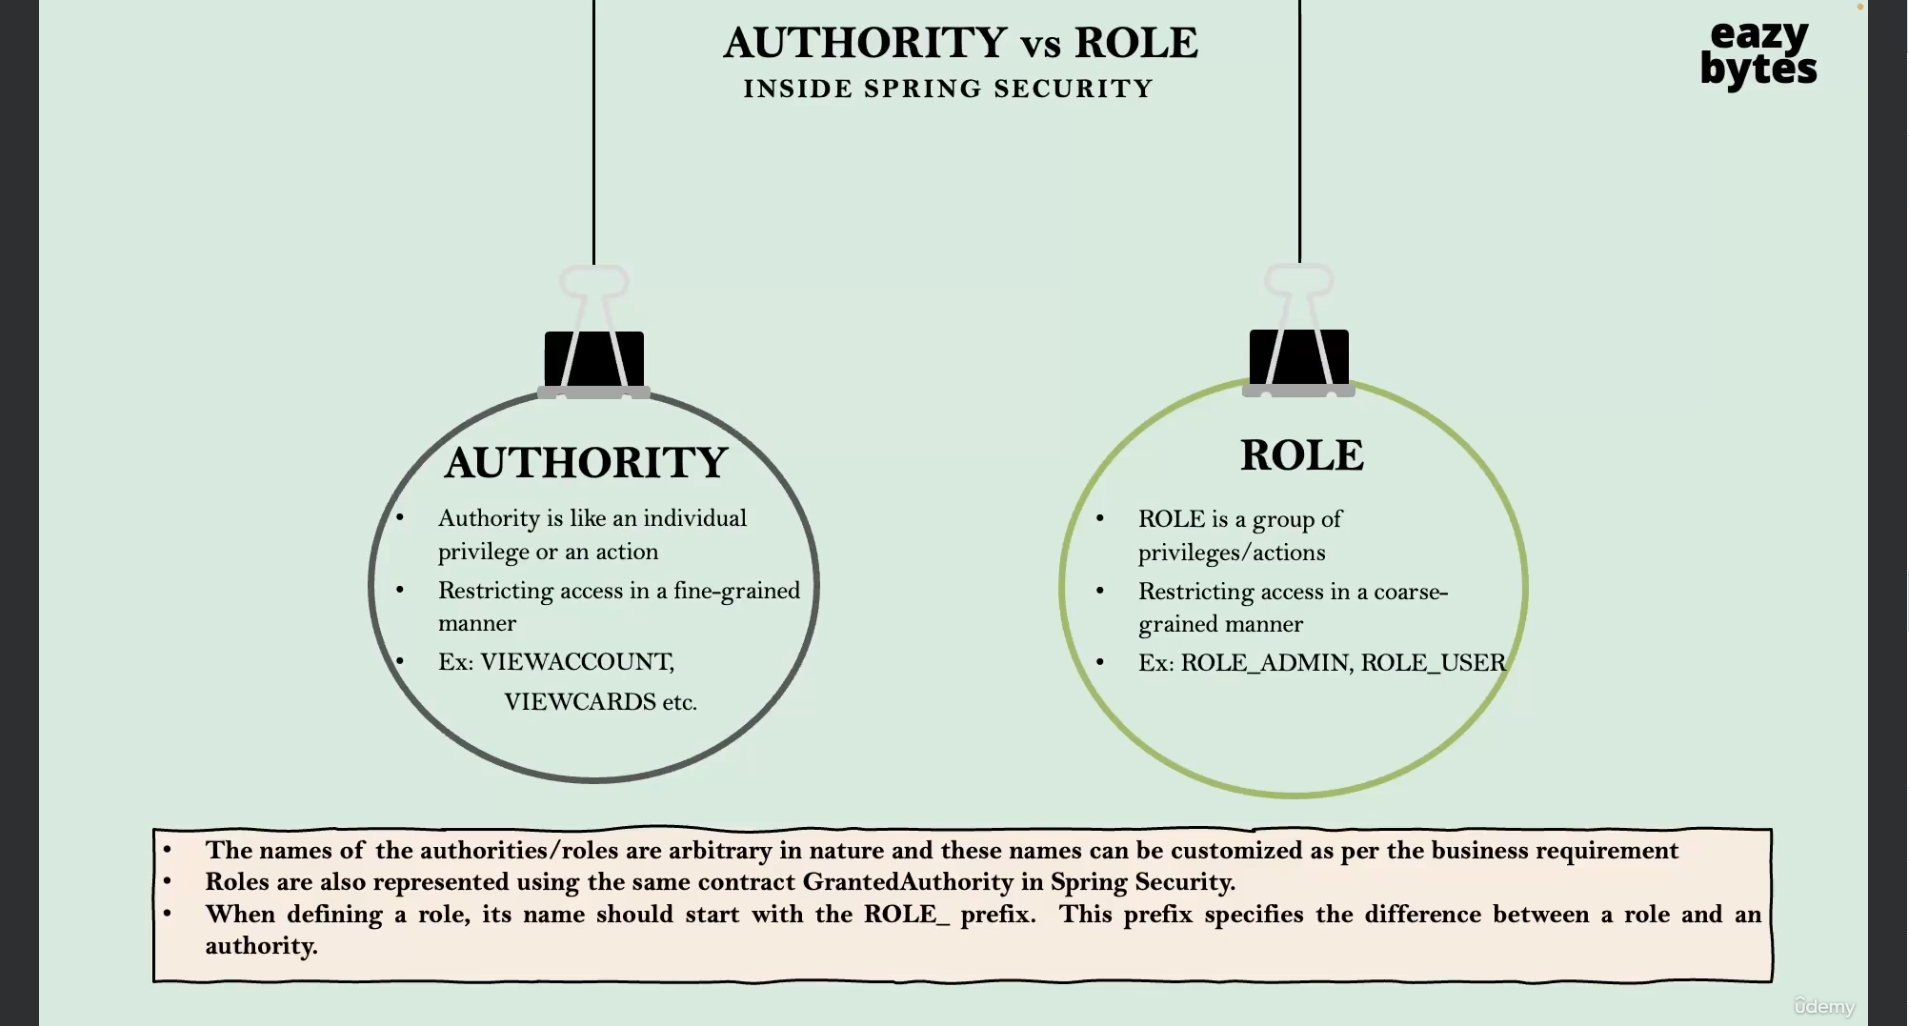 AUTHORITY vs ROLE
INSIDE SPRING SECURITY
eazy
bytes
AUTHORITY
• Authority is like an individual
privilege or an action
• Restricting access in a fine-grained
manner
• Ex: VIEWACCOUNT,
VIEWCARDS etc.
ROLE
• ROLE is a group of
privileges/actions
• Restricting access in a coarse-
grained manner
• Ex: ROLE_ADMIN, ROLE_USER
• The names of the authorities/roles are arbitrary in nature and these names can be customized as per the business requirement
• Roles are also represented using the same contract GrantedAuthority in Spring Security.
• When defining a role, its name should start with the ROLE_ prefix. This prefix specifies the difference between a role and an
authority.
ûdemy